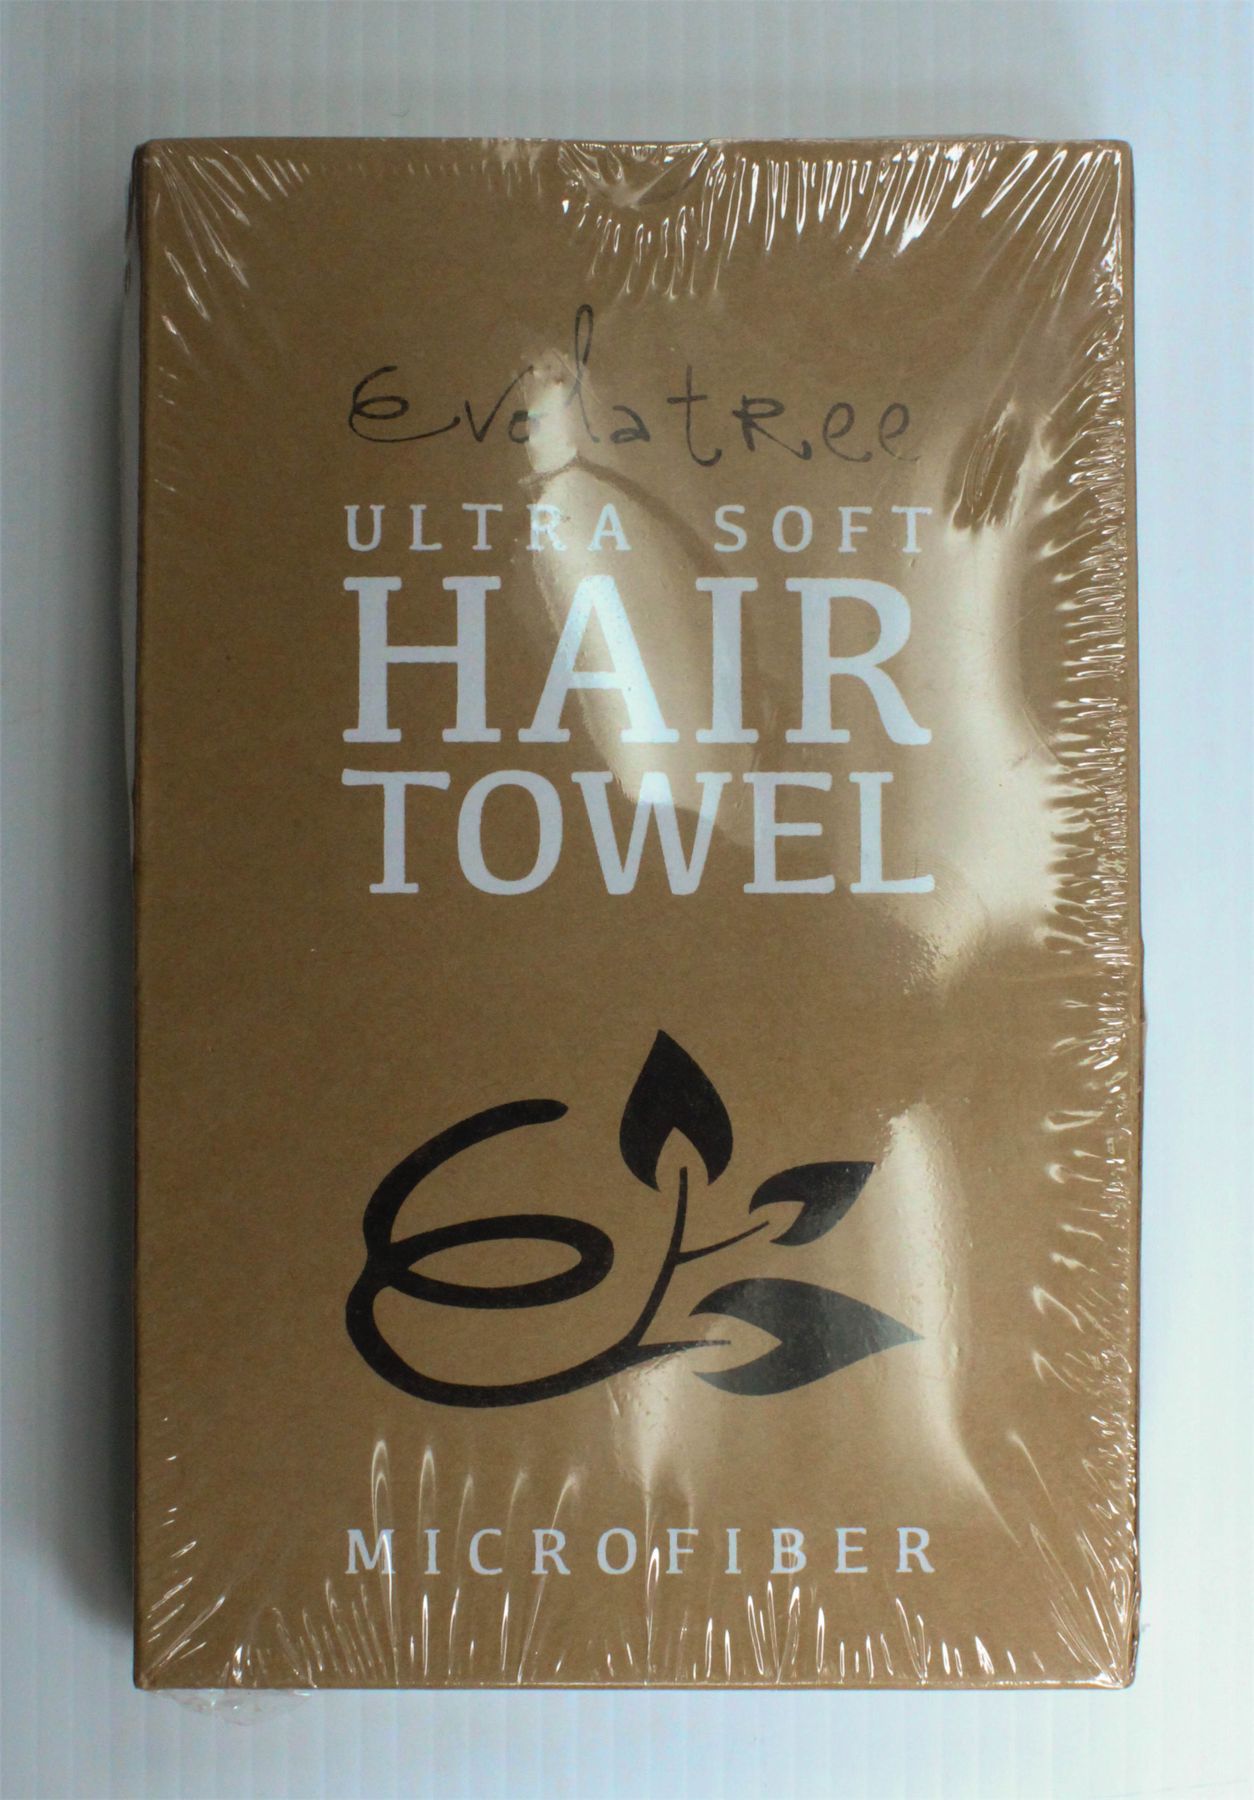 evolatree
ULTRA SOFT
HAIR
TOWEL
MICROFIBER